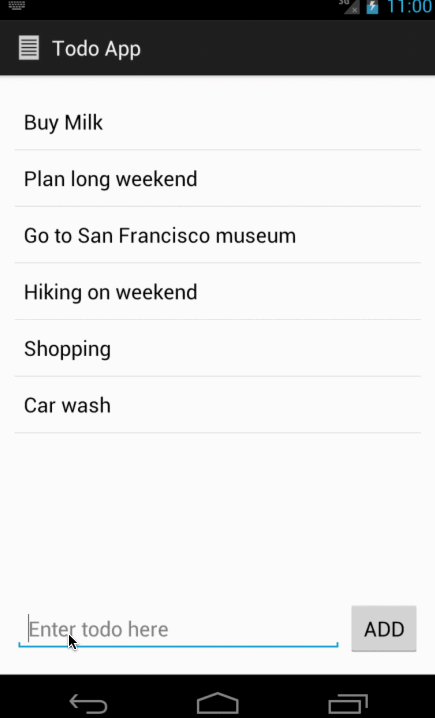 3G 11:00
Todo App
Buy Milk
Plan long weekend
Go to San Francisco museum
Hiking on weekend
Shopping
Car wash
Enter todo here ADD